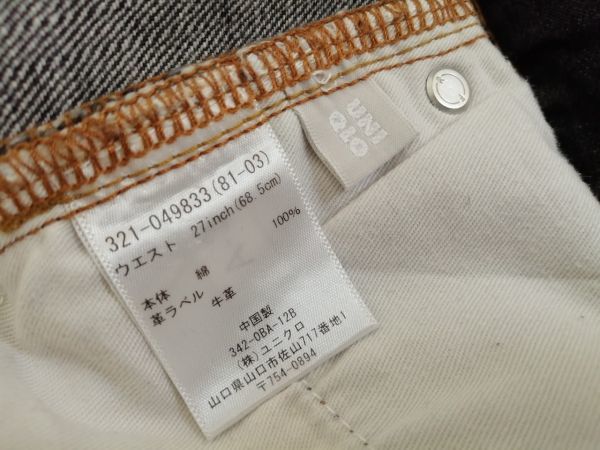 321-049833(81-03)
ウエスト 27inch(68.5cm)
本体 綿 100%
革ラベル 牛革
中国製
342-0BA-12B
(株)ユニクロ
山口県山口市佐山717番地1
〒754-0894
UNI
QLO